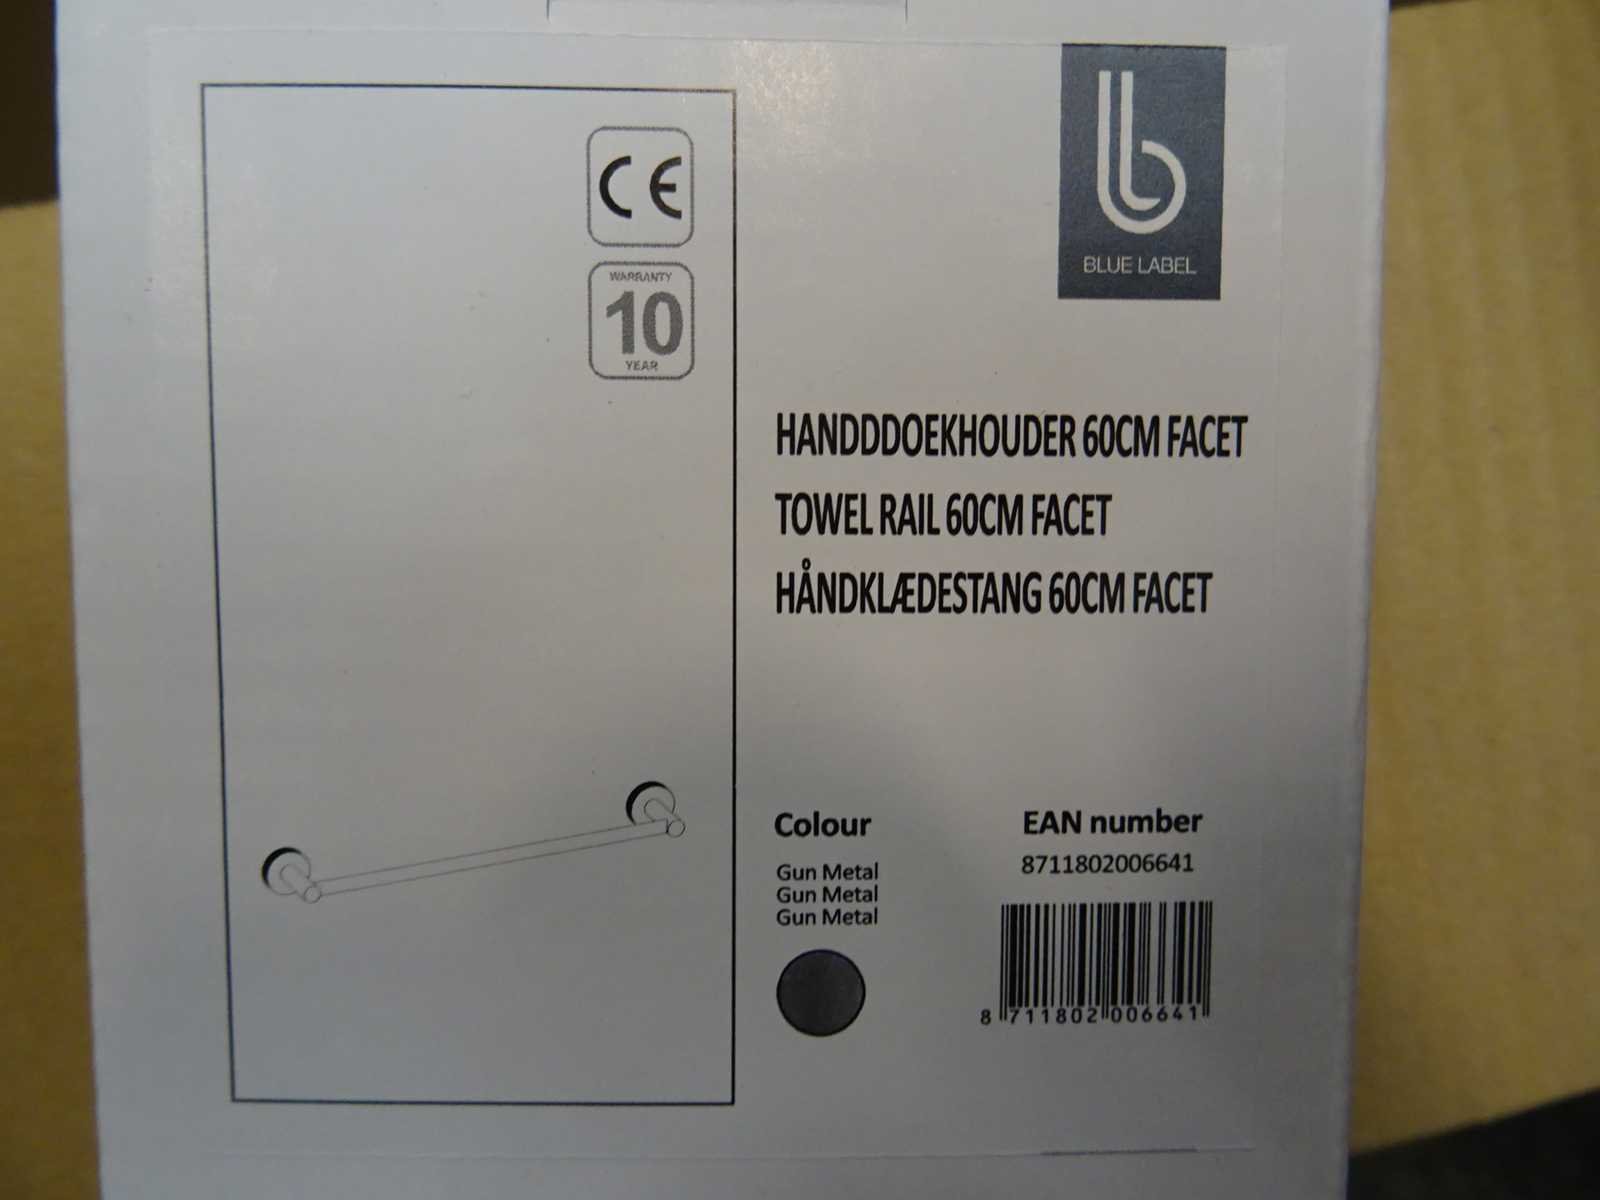 CE
WARRANTY
10
YEAR
b
BLUE LABEL
HANDDDOEKHOUDER 60CM FACET
TOWEL RAIL 60CM FACET
HÅNDKLÆDESTANG 60CM FACET
Colour
Gun Metal
Gun Metal
Gun Metal
EAN number
8711802006641
8 711802 006641